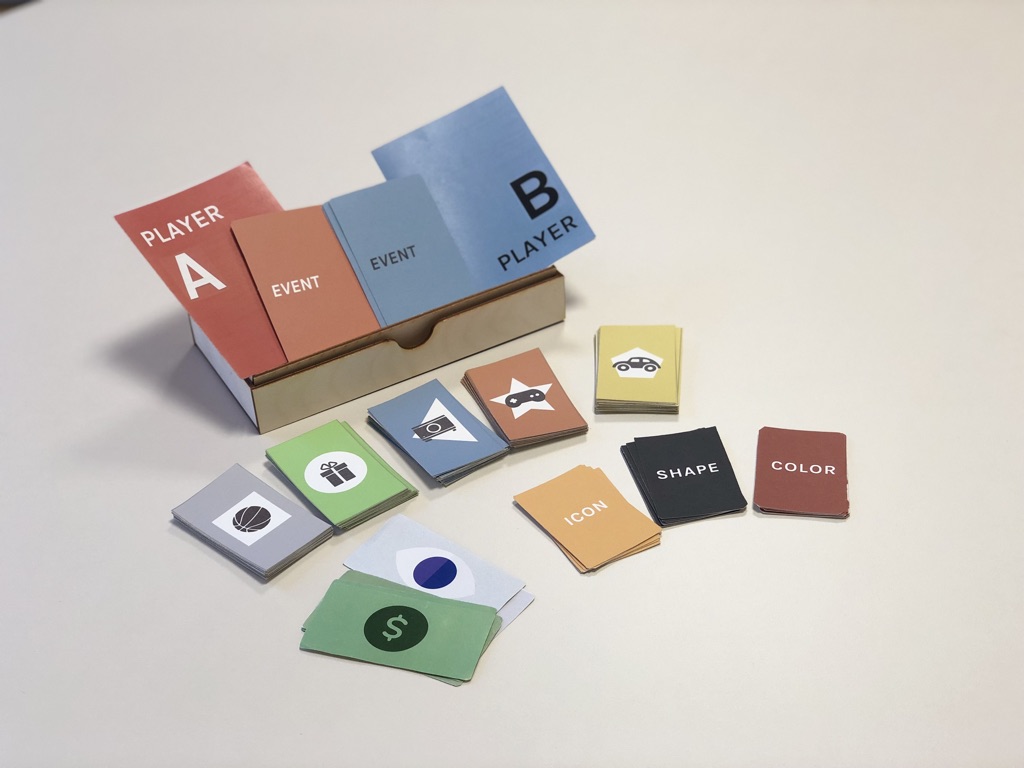 PLAYER
A
EVENT
EVENT
B
PLAYER
ICON
SHAPE
COLOR
$